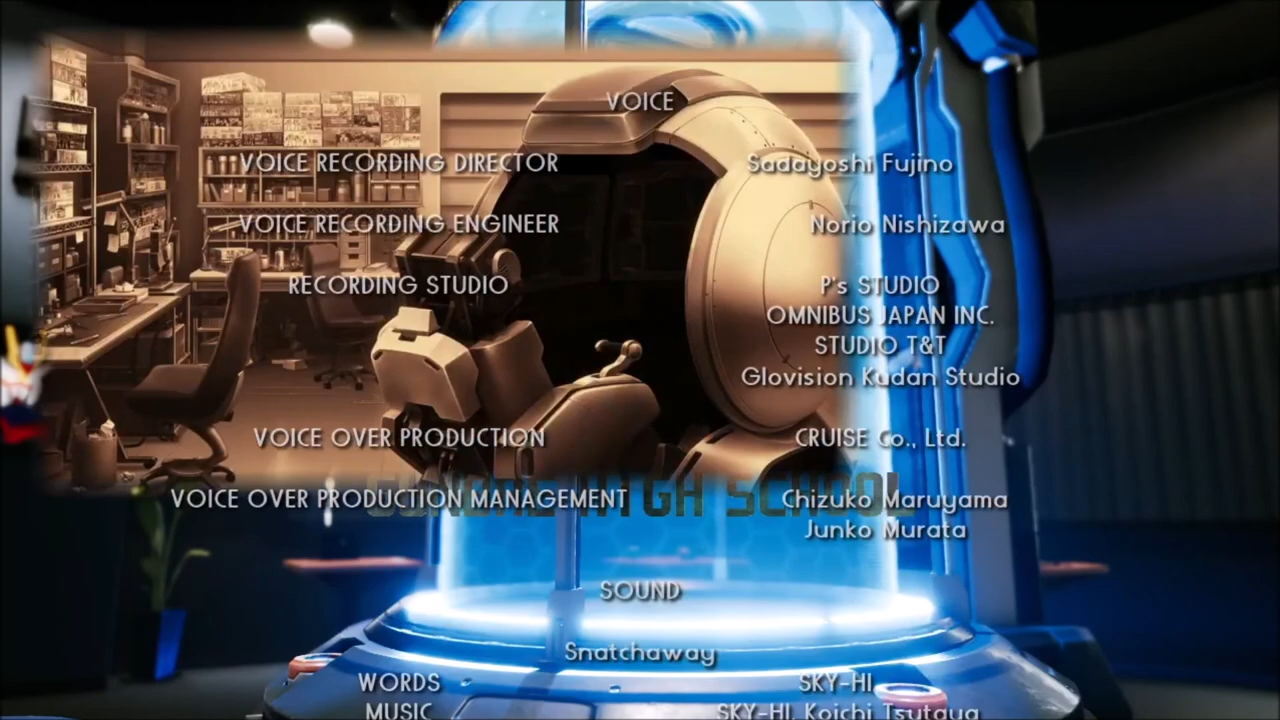 VOICE
VOICE RECORDING DIRECTOR Sadayoshi Fujino
VOICE RECORDING ENGINEER Norio Nishizawa
RECORDING STUDIO P's STUDIO
OMNIBUS JAPAN INC.
STUDIO T&T
Glovision Kudan Studio
VOICE OVER PRODUCTION CRUISE Co., Ltd.
VOICE OVER PRODUCTION MANAGEMENT Chizuko Maruyama
Junko Murata
SCHOOL
SOUND
Snatchaway
WORDS SKY-HI
MUSIC SKY-HI, Koichi Tsutaya